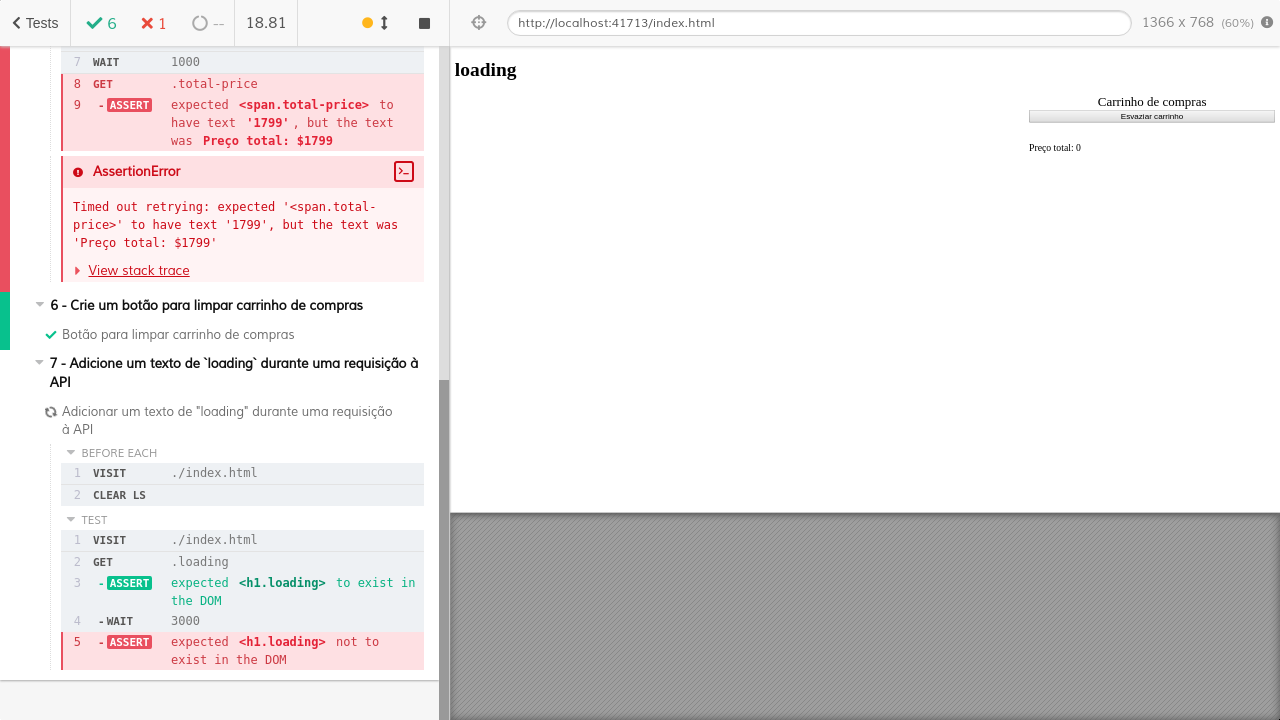 Tests
6
1
--
18.81
http://localhost:41713/index.html
1366 x 768 (60%)
7 WAIT 1000
8 GET .total-price
9 -ASSERT expected <span.total-price> to
have text '1799', but the text
was Preço total: $1799
AssertionError
Timed out retrying: expected '<span.total-
price>' to have text '1799', but the text was
'Preço total: $1799'
View stack trace
6 - Crie um botão para limpar carrinho de compras
Botão para limpar carrinho de compras
7 - Adicione um texto de `loading` durante uma requisição à
API
Adicionar um texto de "loading" durante uma requisição
à API
BEFORE EACH
1 VISIT ./index.html
2 CLEAR LS
TEST
1 VISIT ./index.html
2 GET .loading
3 -ASSERT expected <h1.loading> to exist in
the DOM
4 -WAIT 3000
5 -ASSERT expected <h1.loading> not to
exist in the DOM
loading
Carrinho de compras
Esvaziar carrinho
Preço total: 0